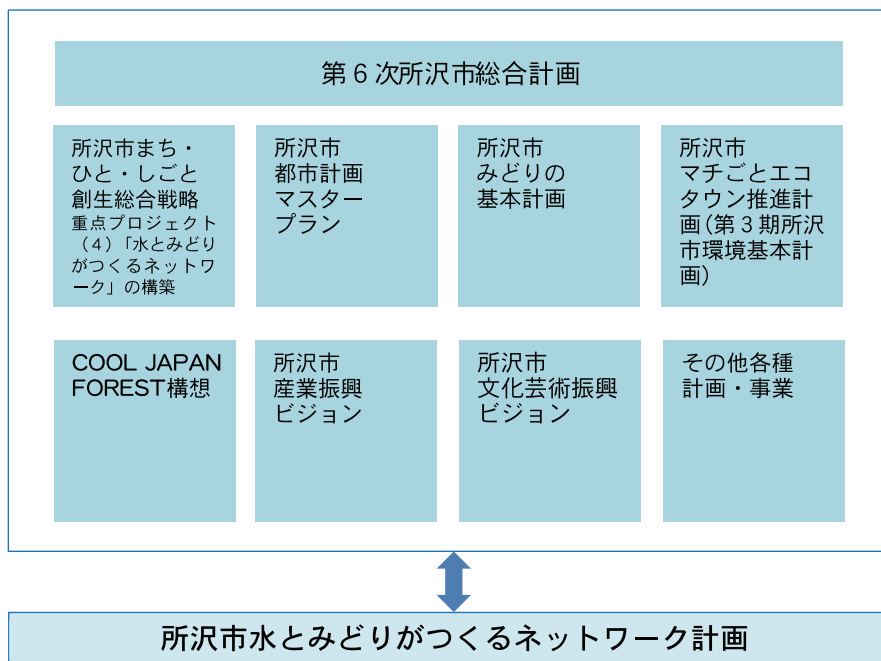 第6次所沢市総合計画
所沢市まち・
ひと・しごと
創生総合戦略
重点プロジェクト
（4）「水とみどり
がつくるネットワ
ーク」の構築
所沢市
都市計画
マスター
プラン
所沢市
みどりの
基本計画
所沢市
マチごとエコ
タウン推進計
画(第3期所沢
市環境基本計
画)
COOL JAPAN
FOREST構想
所沢市
産業振興
ビジョン
所沢市
文化芸術振興
ビジョン
その他各種
計画・事業
所沢市水とみどりがつくるネットワーク計画